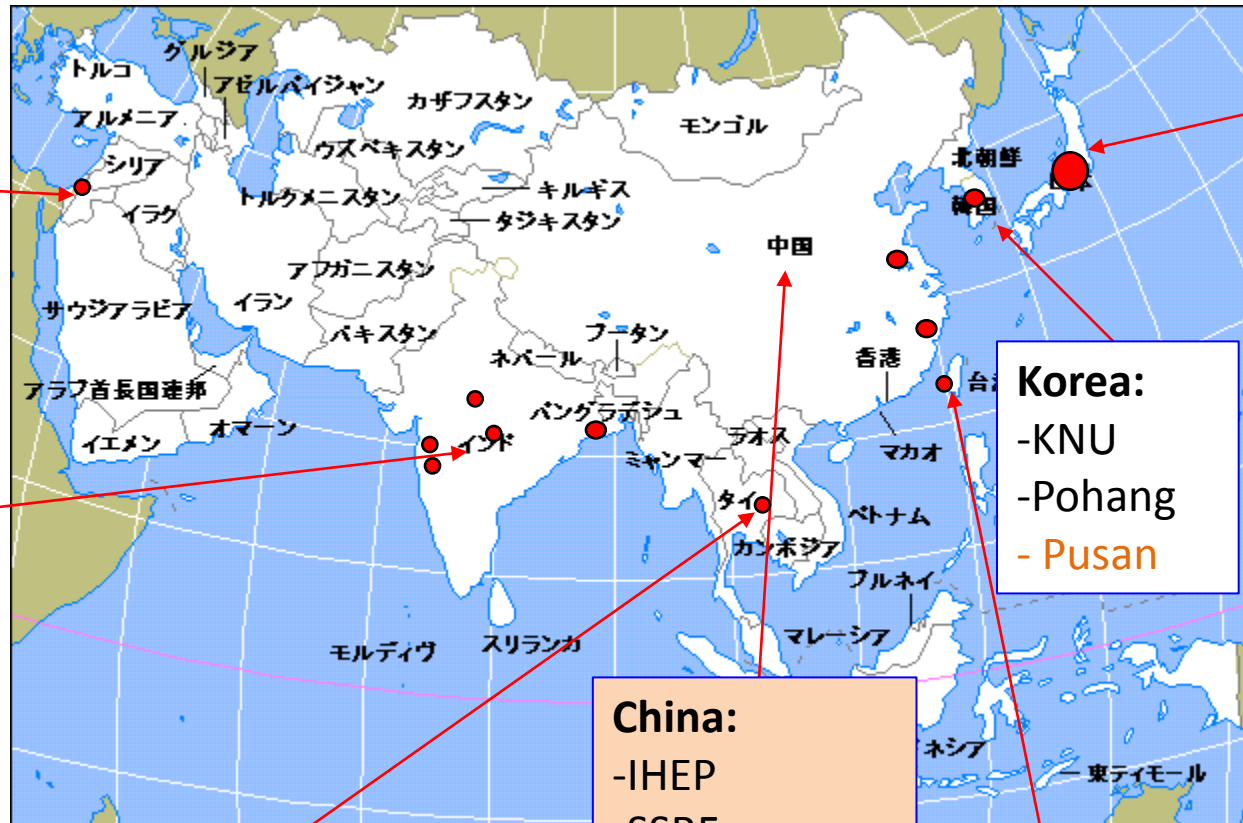 グルジア
トルコ
アゼルバイジャン
カザフスタン
アルメニア
モンゴル
ウズベキスタン
シリア
北朝鮮
キルギス
トルクメニスタン
日本
イラク
韓国
タジキスタン
中国
アフガニスタン
イラン
サウジアラビア
パキスタン
ブータン
ネパール
香港
アラブ首長国連邦
台
バングラデシュ
オマーン
イエメン
インド
ラオス
マカオ
ミャンマー
タイ
ベトナム
カンボジア
ブルネイ
マレーシア
スリランカ
モルディヴ
ネシア
東ティモール
Korea:
-KNU
-Pohang
- Pusan
China:
-IHEP